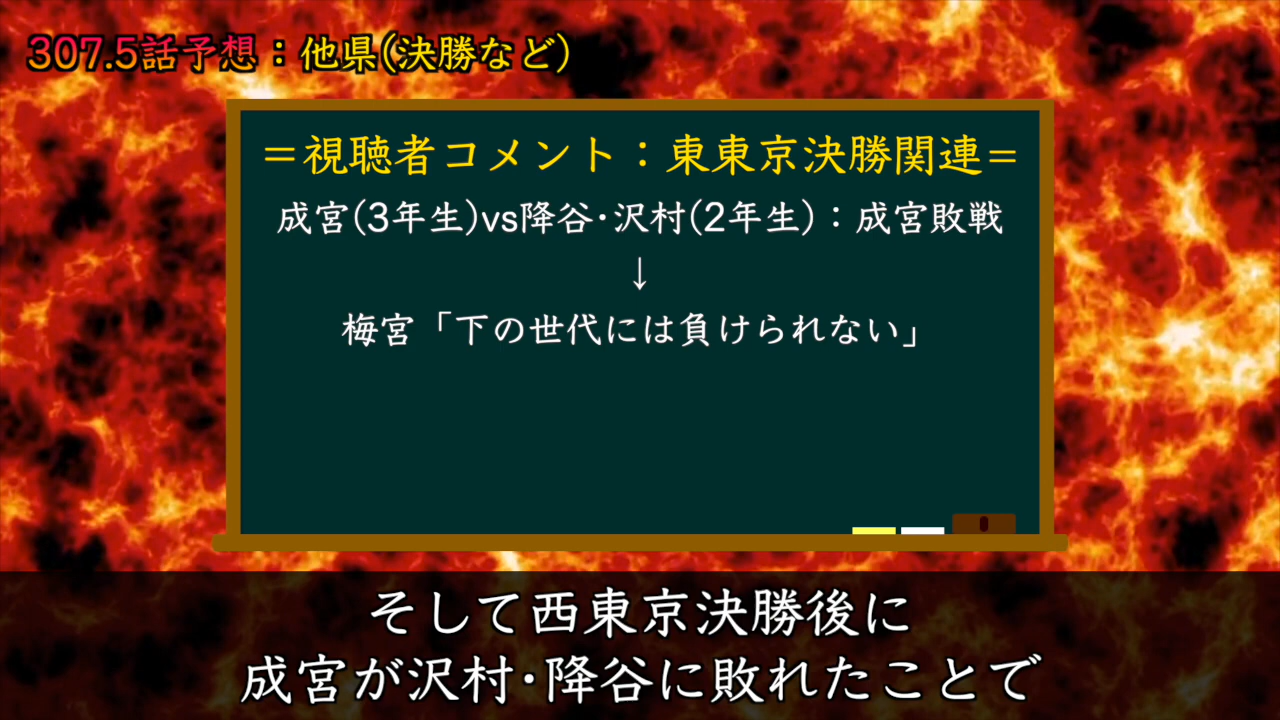 307.5話予想：他県(決勝など)
＝視聴者コメント：東東京決勝関連＝
成宮(3年生)vs降谷･沢村(2年生)：成宮敗戦
↓
梅宮「下の世代には負けられない」
そして西東京決勝後に
成宮が沢村･降谷に敗れたことで